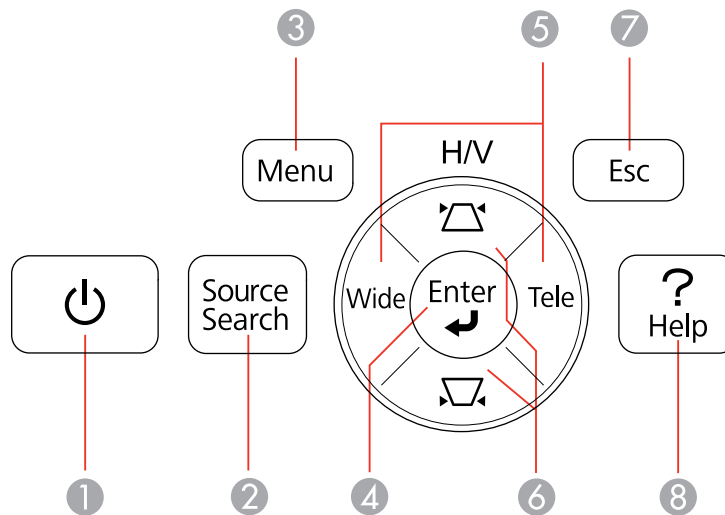 3
5
7
Menu
H/V
Esc
Source
Search
Wide
Enter
Tele
?
Help
1
2
4
6
8